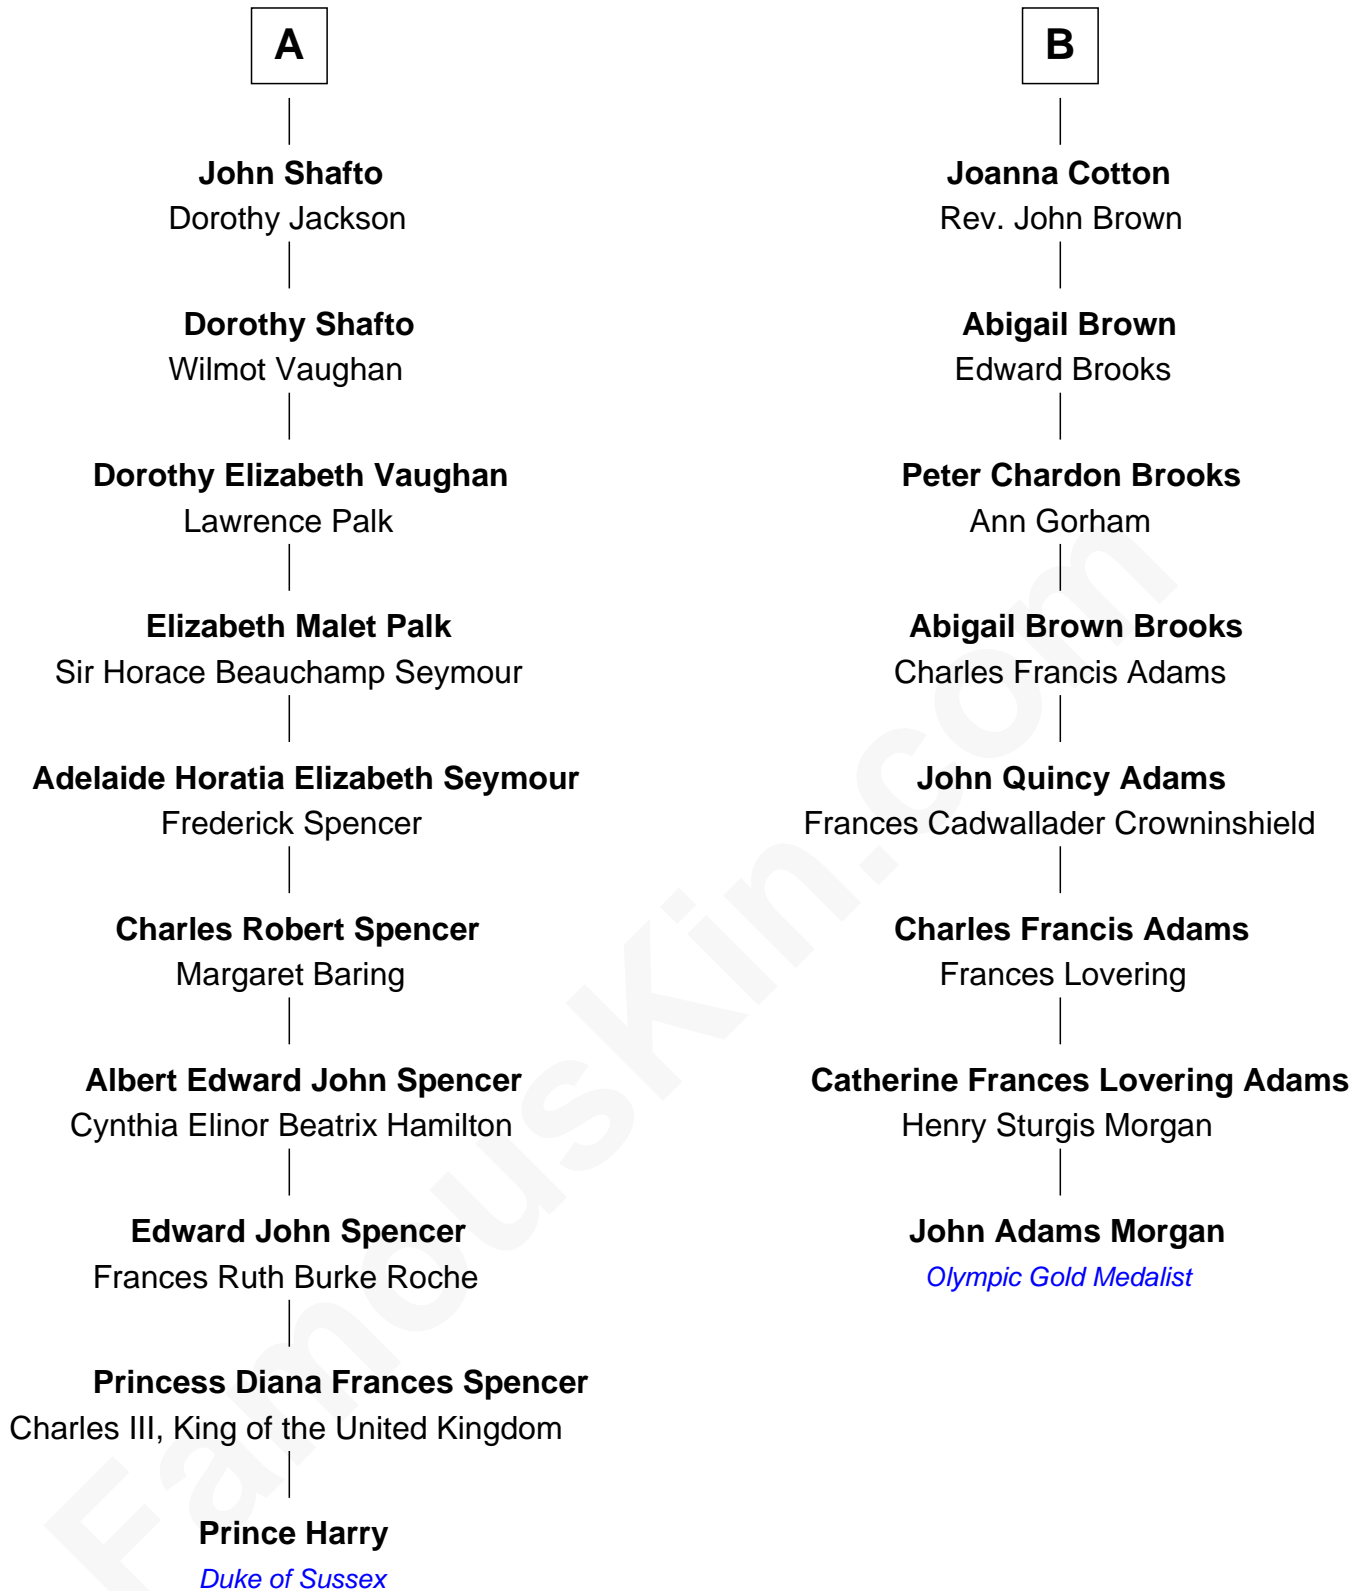 A
John Shafto
Dorothy Jackson
Dorothy Shafto
Wilmot Vaughan
Dorothy Elizabeth Vaughan
Lawrence Palk
Elizabeth Malet Palk
Sir Horace Beauchamp Seymour
Adelaide Horatia Elizabeth Seymour
Frederick Spencer
Charles Robert Spencer
Margaret Baring
Albert Edward John Spencer
Cynthia Elinor Beatrix Hamilton
Edward John Spencer
Frances Ruth Burke Roche
Princess Diana Frances Spencer
Charles III, King of the United Kingdom
Prince Harry
Duke of Sussex
B
Joanna Cotton
Rev. John Brown
Abigail Brown
Edward Brooks
Peter Chardon Brooks
Ann Gorham
Abigail Brown Brooks
Charles Francis Adams
John Quincy Adams
Frances Cadwallader Crowninshield
Charles Francis Adams
Frances Lovering
Catherine Frances Lovering Adams
Henry Sturgis Morgan
John Adams Morgan
Olympic Gold Medalist
FamousKin.com